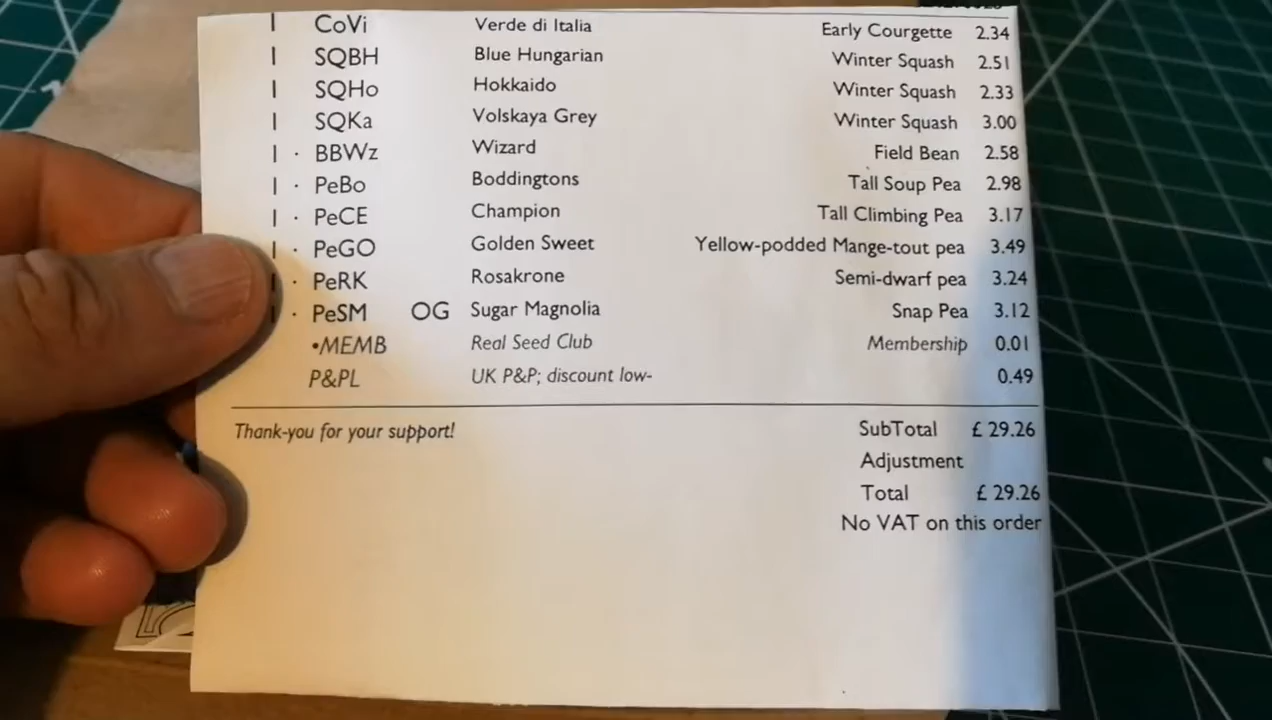 1 CoVi Verde di Italia Early Courgette 2.34
1 SQBH Blue Hungarian Winter Squash 2.51
1 SQHo Hokkaido Winter Squash 2.33
1 SQKa Volskaya Grey Winter Squash 3.00
1 · BBWz Wizard Field Bean 2.58
1 · PeBo Boddingtons Tall Soup Pea 2.98
1 · PeCE Champion Tall Climbing Pea 3.17
1 · PeGO Golden Sweet Yellow-podded Mange-tout pea 3.49
1 · PeRK Rosakrone Semi-dwarf pea 3.24
1 · PeSM OG Sugar Magnolia Snap Pea 3.12
•MEMB Real Seed Club Membership 0.01
P&PL UK P&P; discount low- 0.49
Thank-you for your support! SubTotal £ 29.26
Adjustment
Total £ 29.26
No VAT on this order